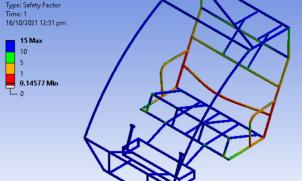 Type: Safety Factor
Time: 1
16/10/2021 12:31 pm
15 Max
10
5
1
0.14577 Min
0